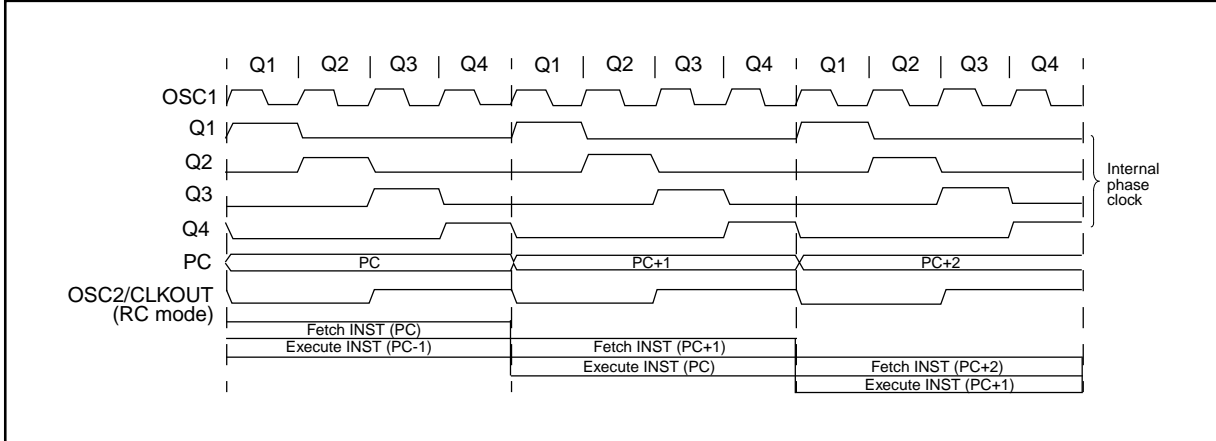 Q1 Q2 Q3 Q4 Q1 Q2 Q3 Q4 Q1 Q2 Q3 Q4
OSC1
Q1
Q2
Q3
Q4
Internal
phase
clock
PC PC PC+1 PC+2
OSC2/CLKOUT
(RC mode)
Fetch INST (PC)
Execute INST (PC-1) Fetch INST (PC+1)
Execute INST (PC) Fetch INST (PC+2)
Execute INST (PC+1)